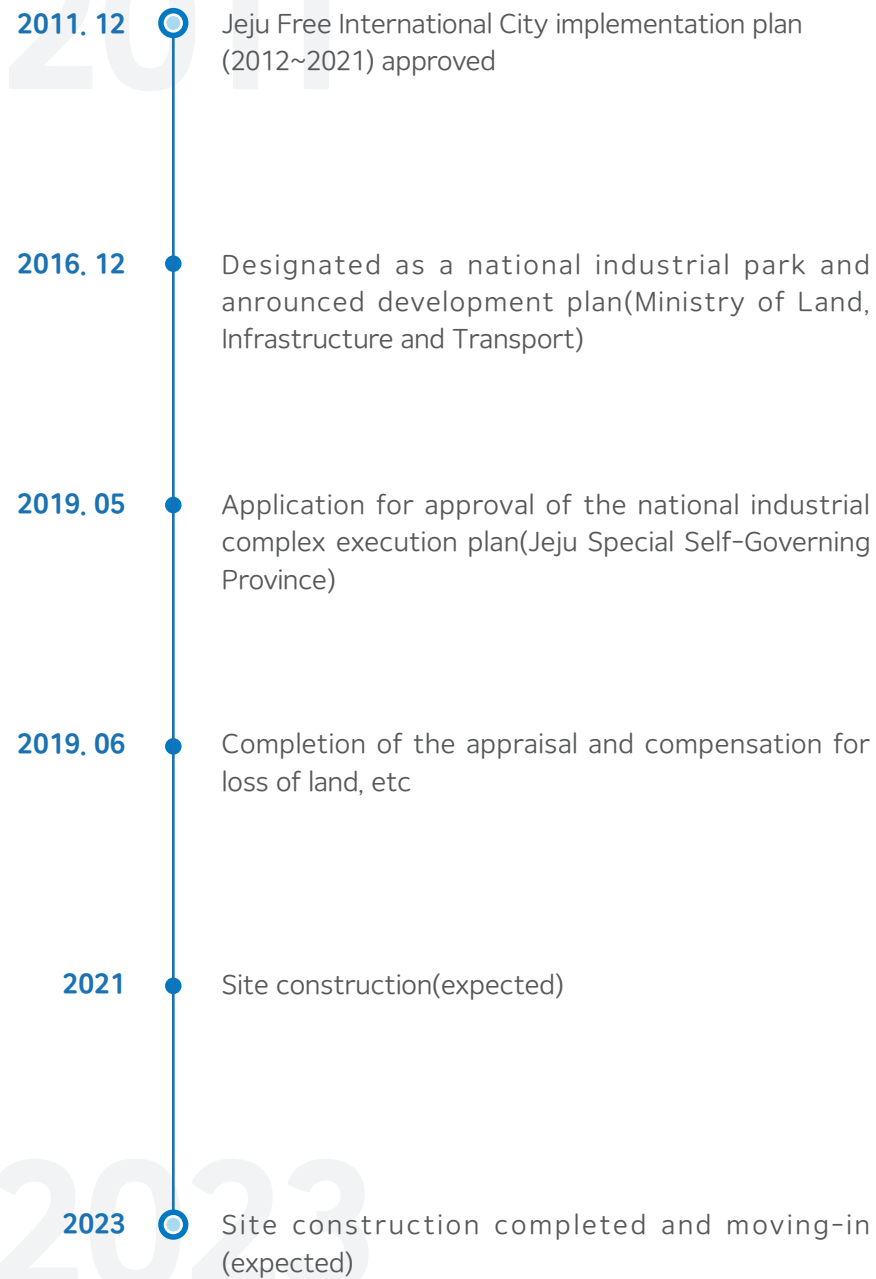 2011
2011. 12
Jeju Free International City implementation plan
(2012~2021) approved
2016. 12
Designated as a national industrial park and
anrounced development plan(Ministry of Land,
Infrastructure and Transport)
2019. 05
Application for approval of the national industrial
complex execution plan(Jeju Special Self-Governing
Province)
2019. 06
Completion of the appraisal and compensation for
loss of land, etc
2021
Site construction(expected)
2023
2023
Site construction completed and moving-in
(expected)